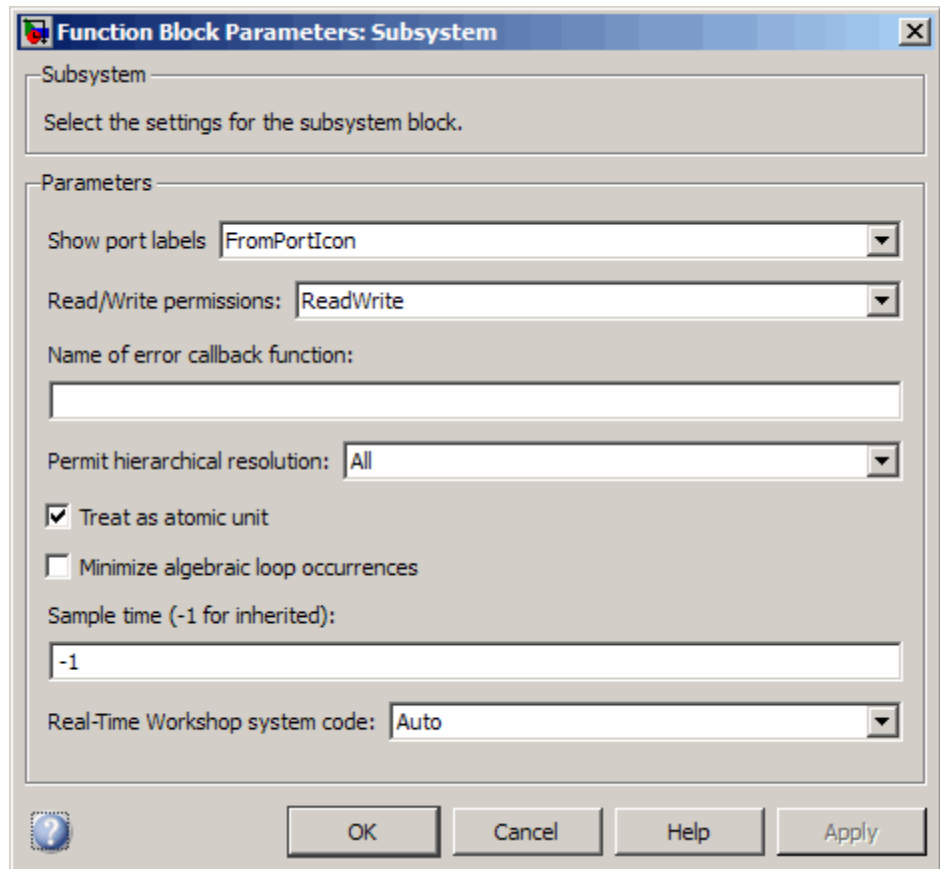 Function Block Parameters: Subsystem
Subsystem
Select the settings for the subsystem block.
Parameters
Show port labels FromPortIcon
Read/Write permissions: ReadWrite
Name of error callback function:
Permit hierarchical resolution: All
Treat as atomic unit
Minimize algebraic loop occurrences
Sample time (-1 for inherited):
-1
Real-Time Workshop system code: Auto
? OK Cancel Help Apply